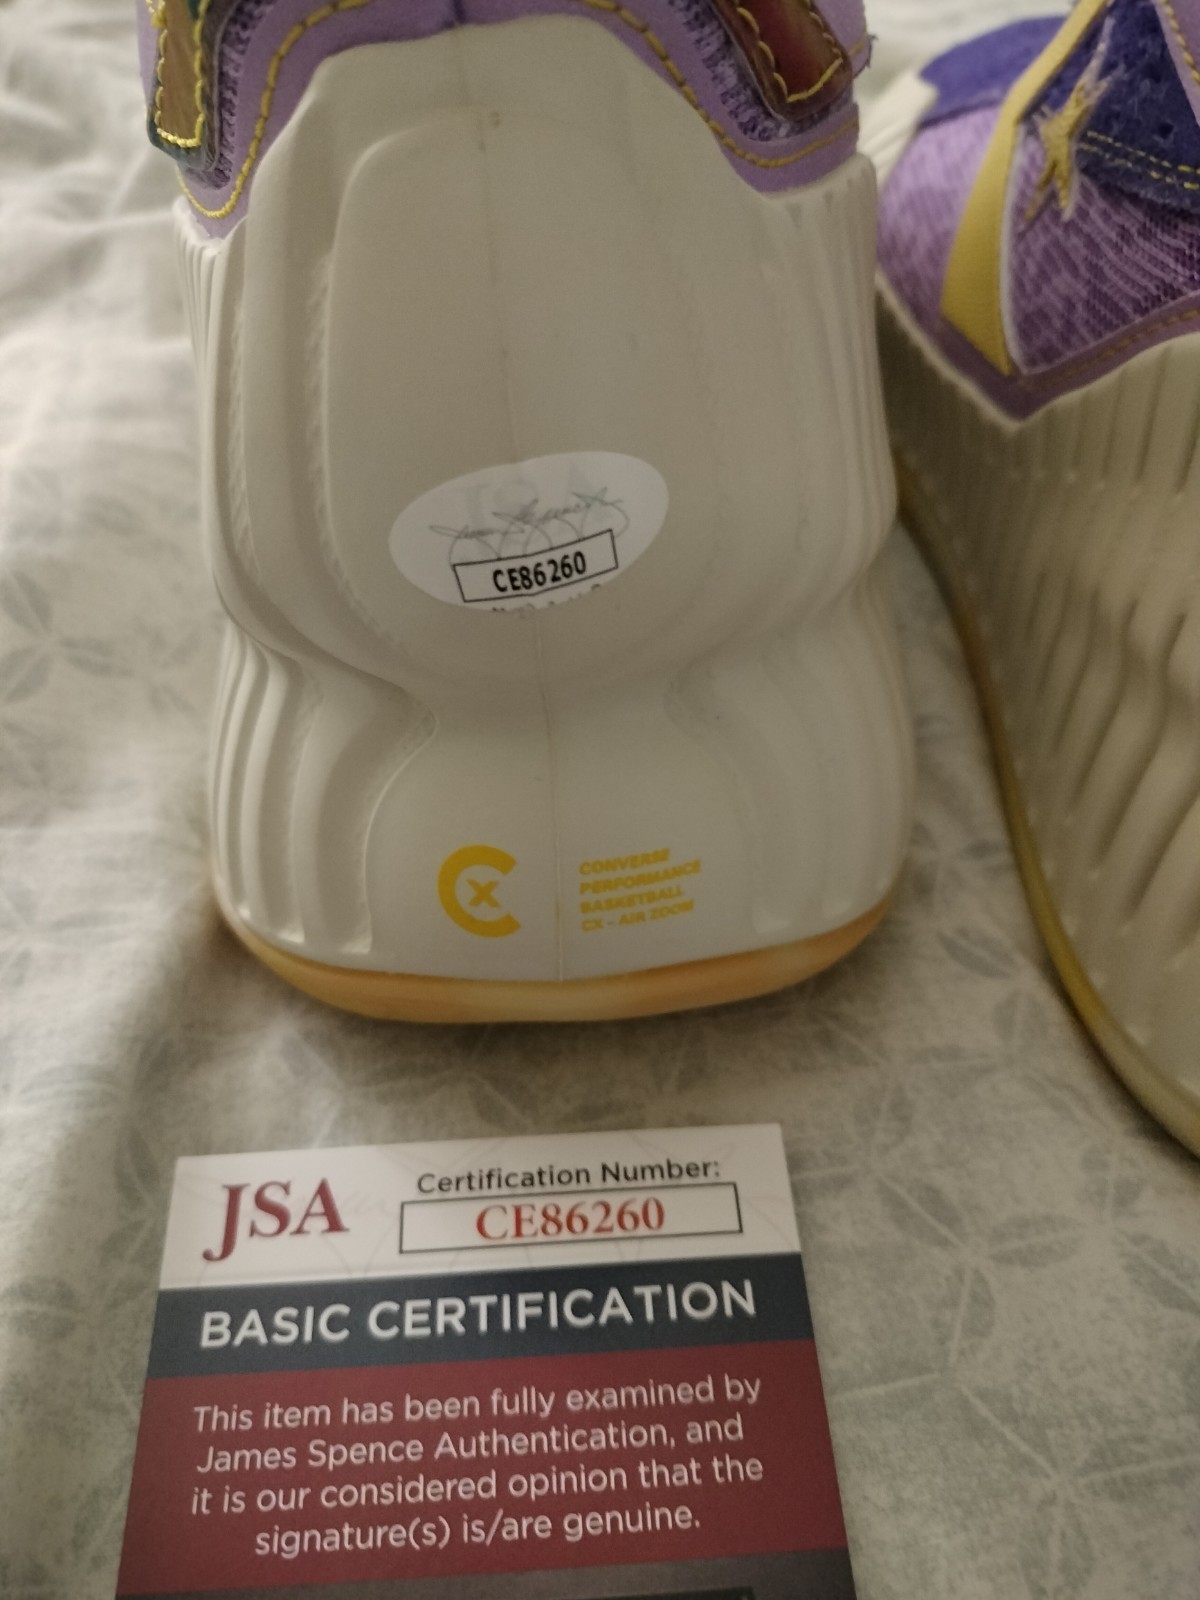 CE86260
CX
CONVERSE
PERFORMANCE
BASKETBALL
CX – AIR ZOOM
JSA
Certification Number:
CE86260
BASIC CERTIFICATION
This item has been fully examined by
James Spence Authentication, and
it is our considered opinion that the
signature(s) is/are genuine.